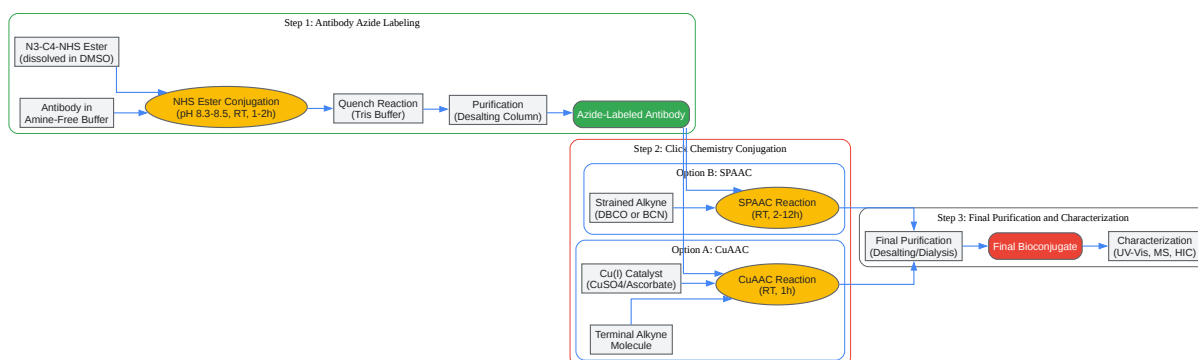 Step 1: Antibody Azide Labeling
N3-C4-NHS Ester
(dissolved in DMSO)
Antibody in
Amine-Free Buffer
NHS Ester Conjugation
(pH 8.3-8.5, RT, 1-2h)
Quench Reaction
(Tris Buffer)
Purification
(Desalting Column)
Azide-Labeled Antibody
Step 2: Click Chemistry Conjugation
Option B: SPAAC
Strained Alkyne
(DBCO or BCN)
SPAAC Reaction
(RT, 2-12h)
Option A: CuAAC
Cu(I) Catalyst
(CuSO4/Ascorbate)
CuAAC Reaction
(RT, 1h)
Terminal Alkyne
Molecule
Step 3: Final Purification and Characterization
Final Purification
(Desalting/Dialysis)
Final Bioconjugate
Characterization
(UV-Vis, MS, HIC)